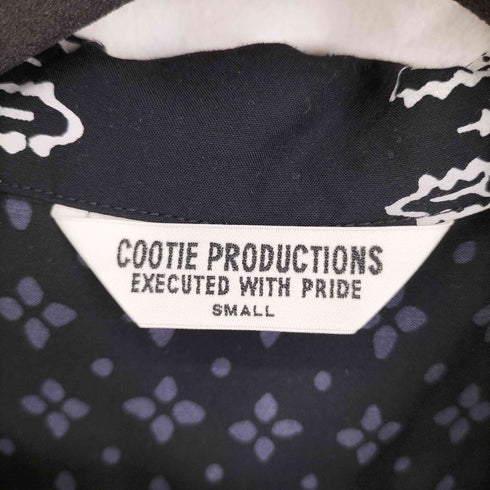 COOTIE PRODUCTIONS
EXECUTED WITH PRIDE
SMALL